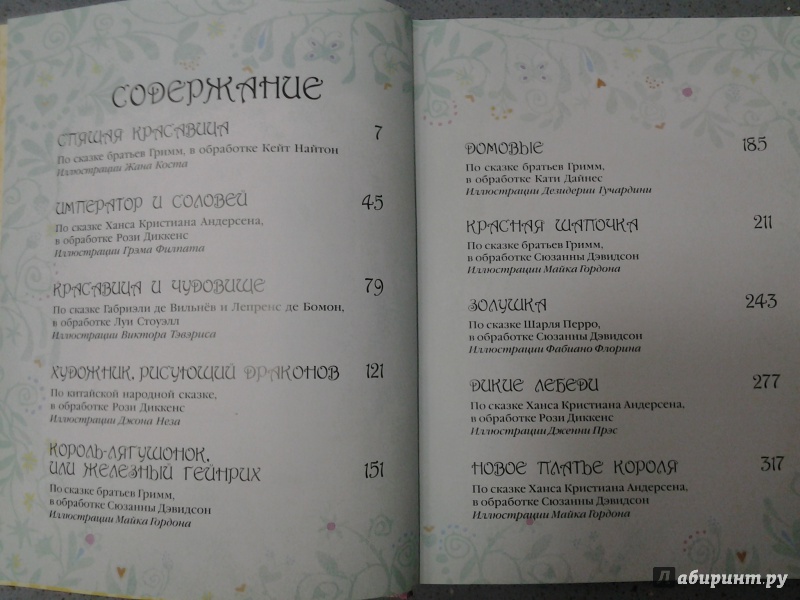 СОДЕРЖАНИЕ
СПЯЩАЯ КРАСАВИЦА 7
По сказке братьев Гримм, в обработке Кейт Найтон
Иллюстрации Жана Коста
ИМПЕРАТОР И СОЛОВЕЙ 45
По сказке Ханса Кристиана Андерсена,
в обработке Рози Диккенс
Иллюстрации Грэма Филпата
КРАСАВИЦА И ЧУДОВИЩЕ 79
По сказке Габриэли де Вильнёв и Лепренс де Бомон,
в обработке Луи Стоуэлл
Иллюстрации Виктора Тэвэриса
ХУДОЖНИК, РИСУЮЩИЙ ДРАКОНОВ 121
По китайской народной сказке,
в обработке Рози Диккенс
Иллюстрации Джона Неза
КОРОЛЬ-ЛЯГУШОНОК,
ИЛИ ЖЕЛЕЗНЫЙ ГЕЙНРИХ 151
По сказке братьев Гримм,
в обработке Сюзанны Дэвидсон
Иллюстрации Майка Гордона
ДОМОВЫЕ 185
По сказке братьев Гримм,
в обработке Кати Дайнес
Иллюстрации Дезидерии Гучардини
КРАСНАЯ ШАПОЧКА 211
По сказке братьев Гримм,
в обработке Сюзанны Дэвидсон
Иллюстрации Майка Гордона
ЗОЛУШКА 243
По сказке Шарля Перро,
в обработке Сюзанны Дэвидсон
Иллюстрации Фабиано Флорина
ДИКИЕ ЛЕБЕДИ 277
По сказке Ханса Кристиана Андерсена,
в обработке Рози Диккенс
Иллюстрации Дженни Прэс
НОВОЕ ПЛАТЬЕ КОРОЛЯ 317
По сказке Ханса Кристиана Андерсена,
в обработке Сюзанны Дэвидсон
Иллюстрации Майка Гордона
Лабиринт.ру